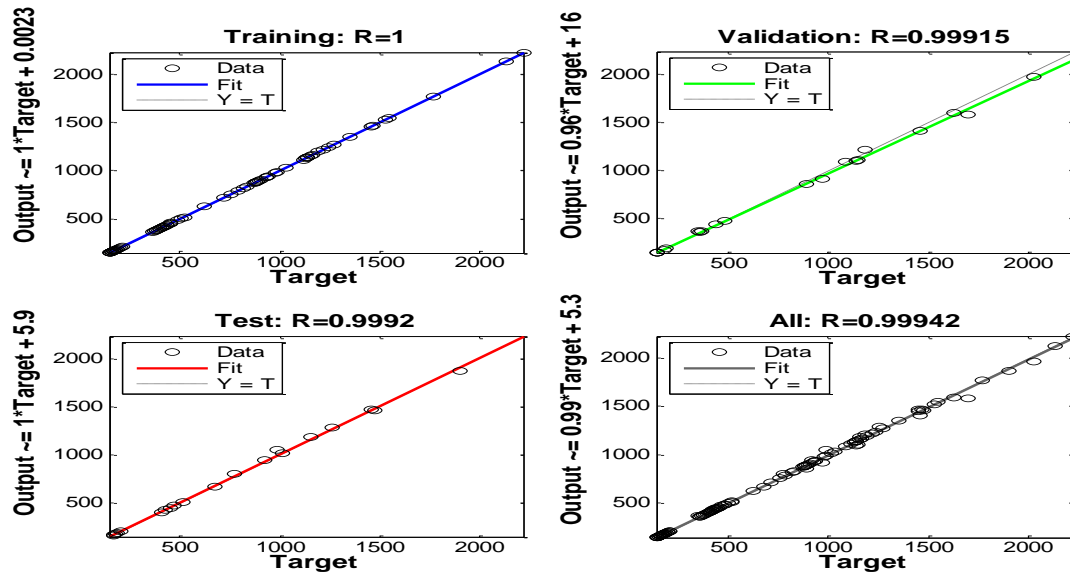 Training: R=1
Output ~= 1*Target + 0.0023
2000
1500
1000
500
Data
Fit
Y = T
500 1000 1500 2000
Target
Validation: R=0.99915
Output ~= 0.96*Target + 16
2000
1500
1000
500
Data
Fit
Y = T
500 1000 1500 2000
Target
Test: R=0.9992
Output ~= 1*Target + 5.9
2000
1500
1000
500
Data
Fit
Y = T
500 1000 1500 2000
Target
All: R=0.99942
Output ~= 0.99*Target + 5.3
2000
1500
1000
500
Data
Fit
Y = T
500 1000 1500 2000
Target